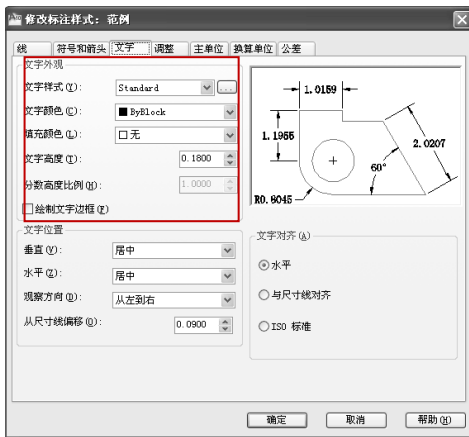 修改标注样式: 范例
线 符号和箭头 文字 调整 主单位 换算单位 公差
文字外观
文字样式(Y): Standard ...
文字颜色(C): ByBlock
填充颜色(L): 无
文字高度(T): 0.1800
分数高度比例(H): 1.0000
绘制文字边框(F)
1.0159
1.1955
2.0207
60°
R0.8045
文字位置
垂直(V): 居中
水平(Z): 居中
观察方向(D): 从左到右
从尺寸线偏移(O): 0.0900
文字对齐(A)
水平
与尺寸线对齐
ISO 标准
确定 取消 帮助(H)